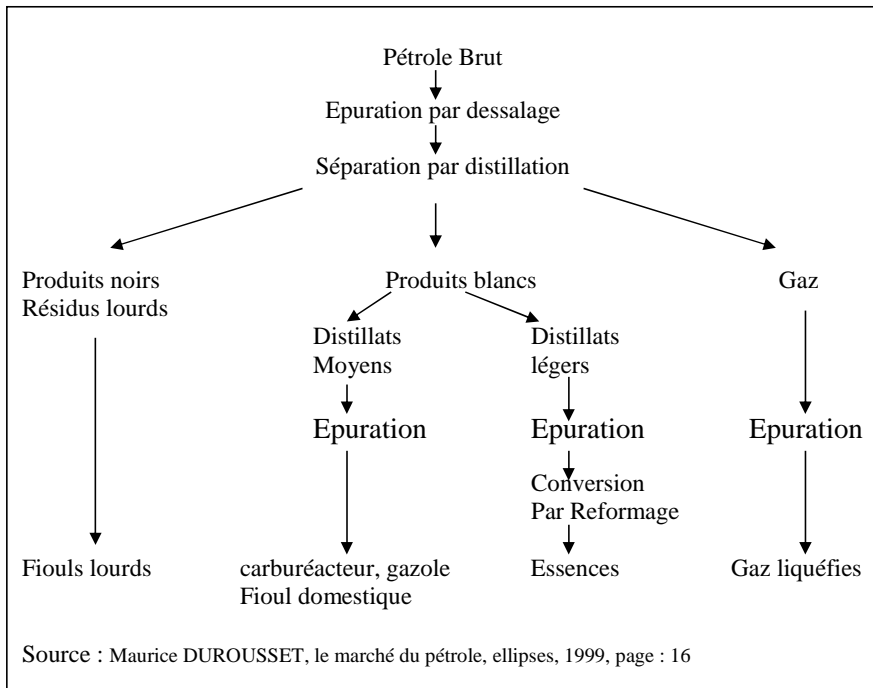 Pétrole Brut
Epuration par dessalage
Séparation par distillation
Produits noirs
Résidus lourds
Produits blancs
Gaz
Distillats
Moyens
Distillats
légers
Epuration
Epuration
Epuration
Conversion
Par Reformage
Fiouls lourds
carburéacteur, gazole
Fioul domestique
Essences
Gaz liquéfies
Source : Maurice DUROUSSET, le marché du pétrole, ellipses, 1999, page : 16